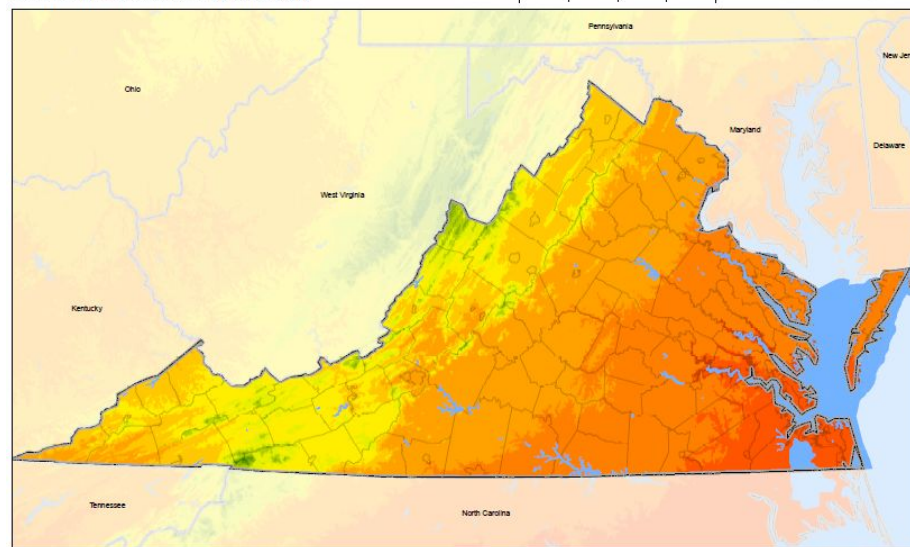 Pennsylvania
New Jer
Ohio
Maryland
Delaware
West Virginia
Kentucky
Tennessee
North Carolina